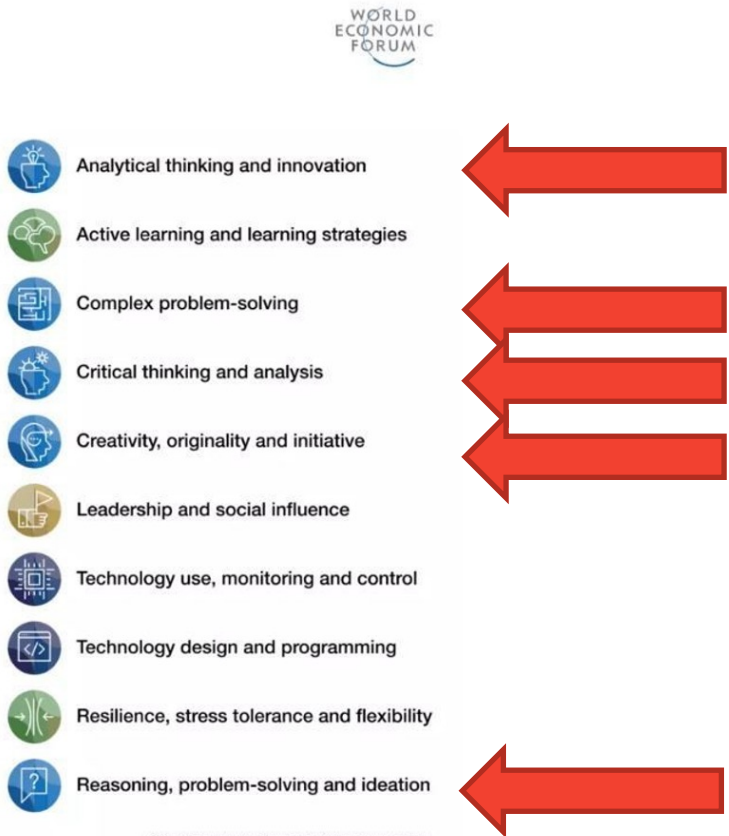 WORLD
ECONOMIC
FORUM
Analytical thinking and innovation
Active learning and learning strategies
Complex problem-solving
Critical thinking and analysis
Creativity, originality and initiative
Leadership and social influence
Technology use, monitoring and control
</>
Technology design and programming
Resilience, stress tolerance and flexibility
?
Reasoning, problem-solving and ideation